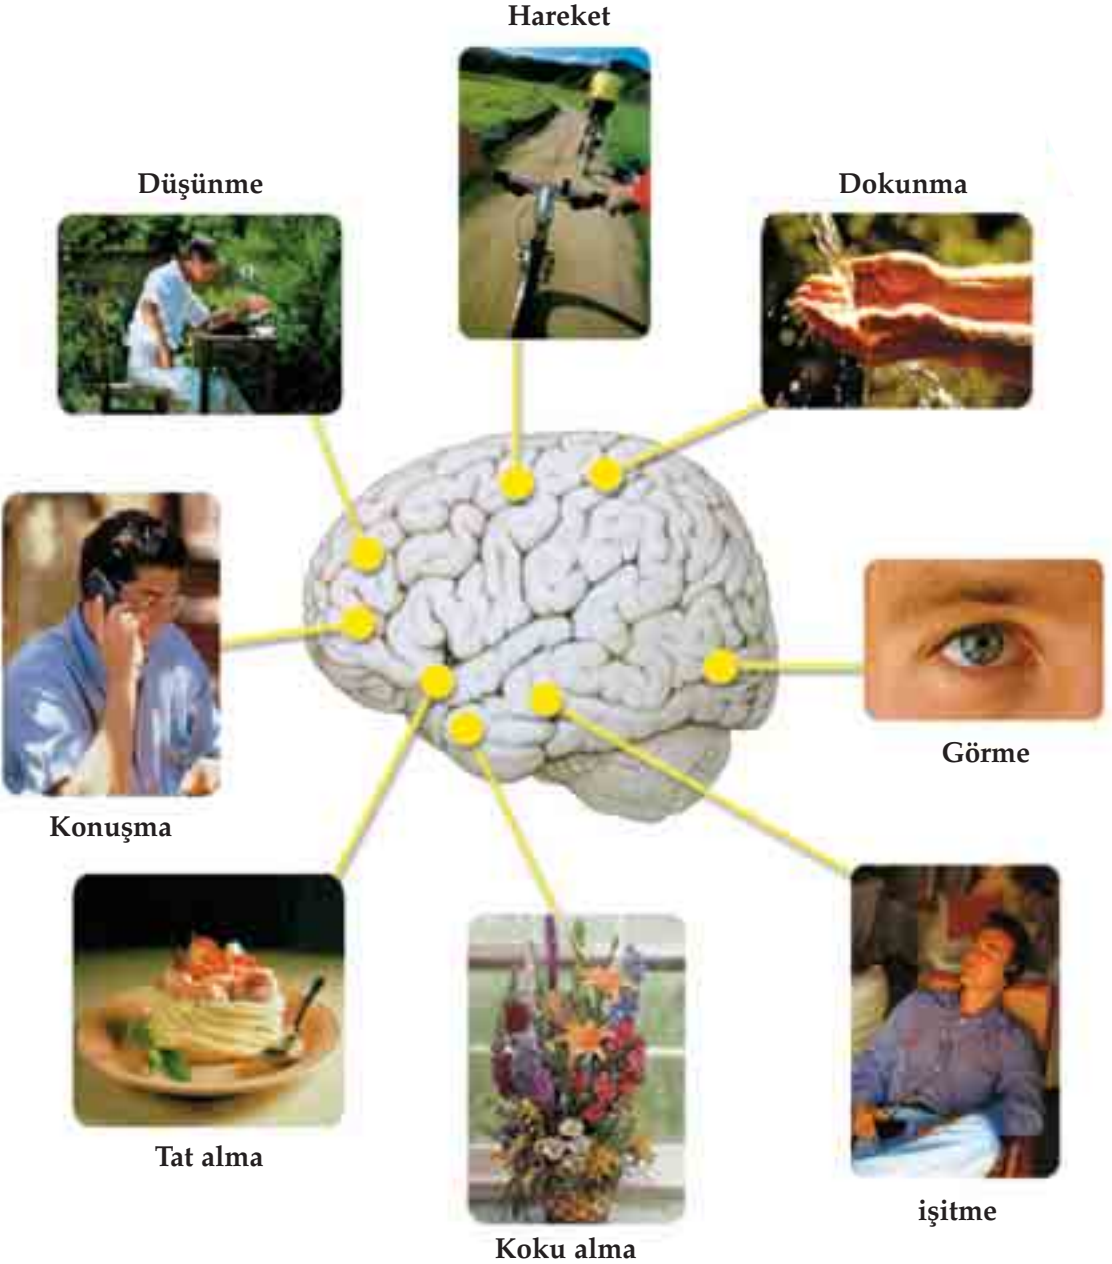 Hareket
Düşünme
Dokunma
Görme
Konuşma
Tat alma
işitme
Koku alma